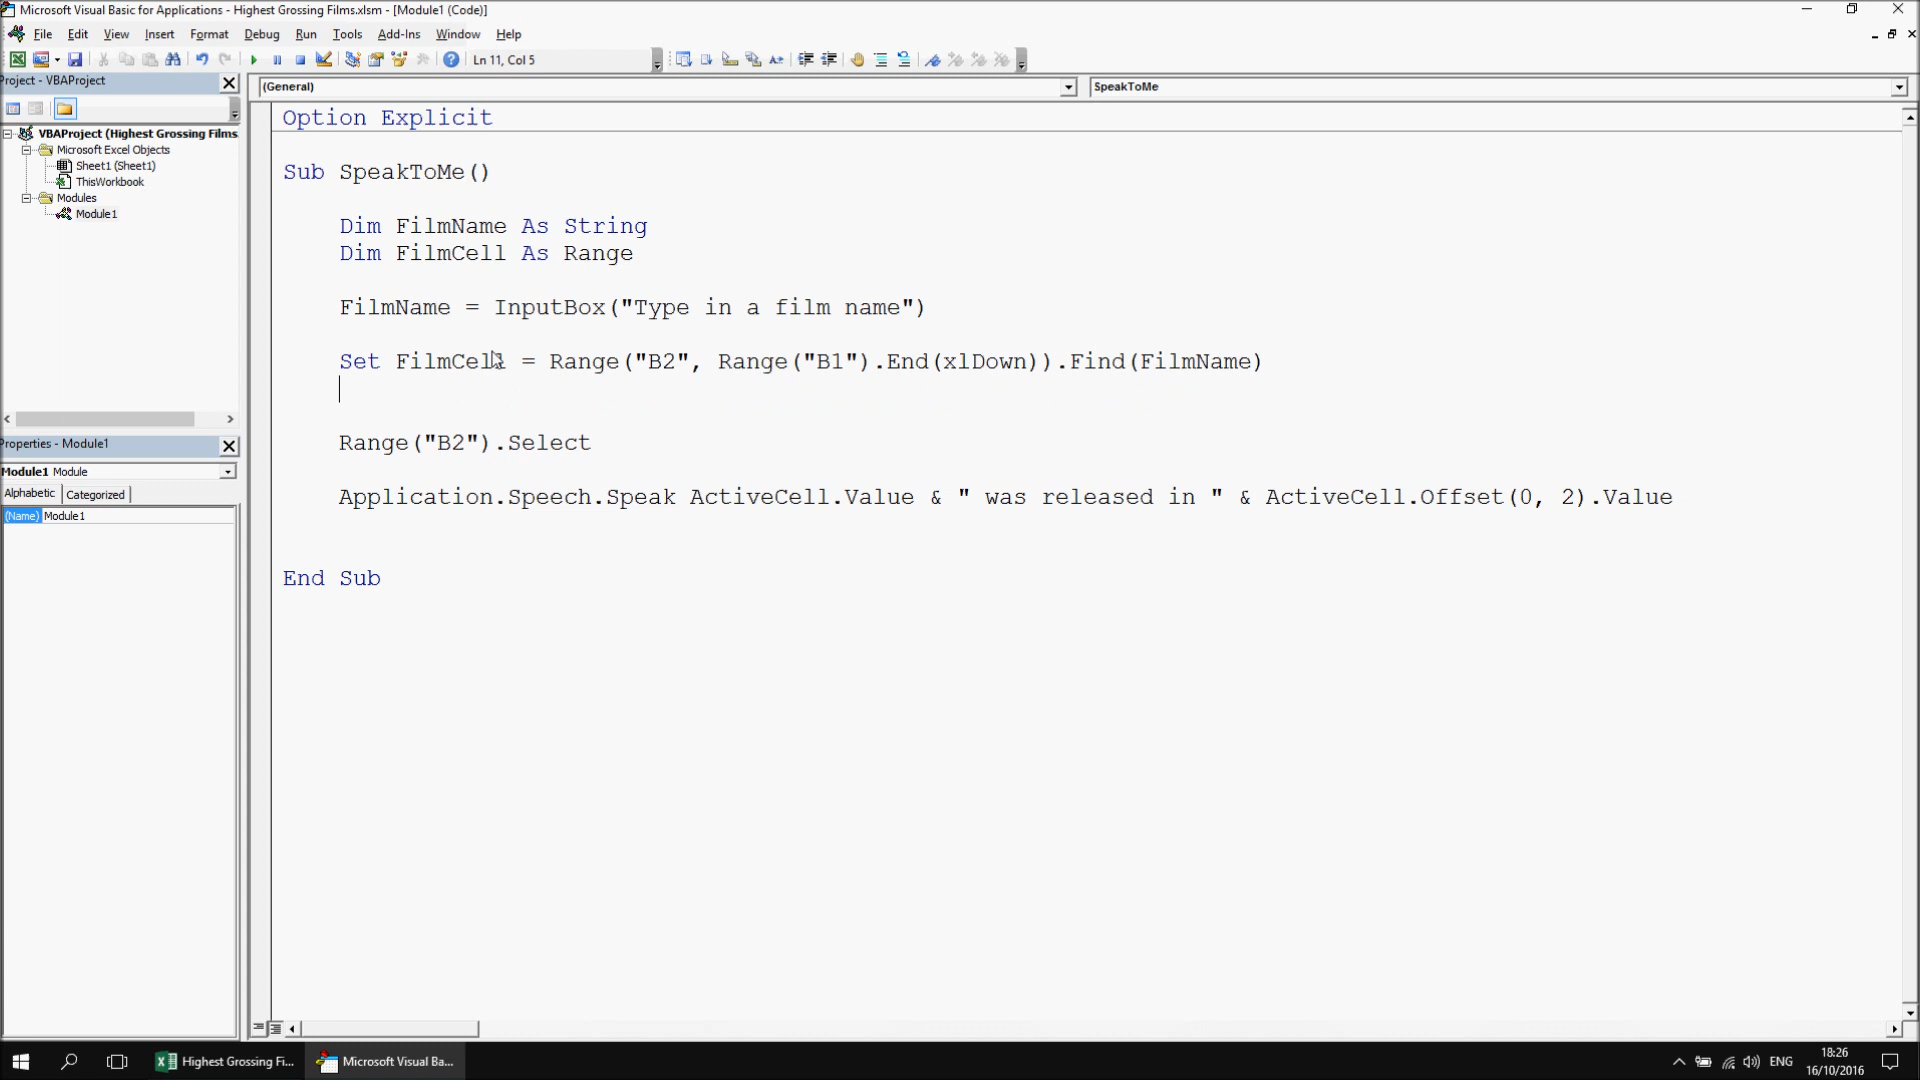 Microsoft Visual Basic for Applications - Highest Grossing Films.xlsm - [Module1 (Code)]
File Edit View Insert Format Debug Run Tools Add-Ins Window Help
Ln 11, Col 5
Project - VBAProject
(General)
SpeakToMe
VBAProject (Highest Grossing Films
Microsoft Excel Objects
Sheet1 (Sheet1)
ThisWorkbook
Modules
Module1
Properties - Module1
Module1 Module
Alphabetic Categorized
(Name) Module1
Option Explicit
Sub SpeakToMe()
Dim FilmName As String
Dim FilmCell As Range
FilmName = InputBox("Type in a film name")
Set FilmCell = Range("B2", Range("B1").End(xlDown)).Find(FilmName)
Range("B2").Select
Application.Speech.Speak ActiveCell.Value & " was released in " & ActiveCell.Offset(0, 2).Value
End Sub
Highest Grossing Fi...
Microsoft Visual Ba...
ENG
18:26
16/10/2016